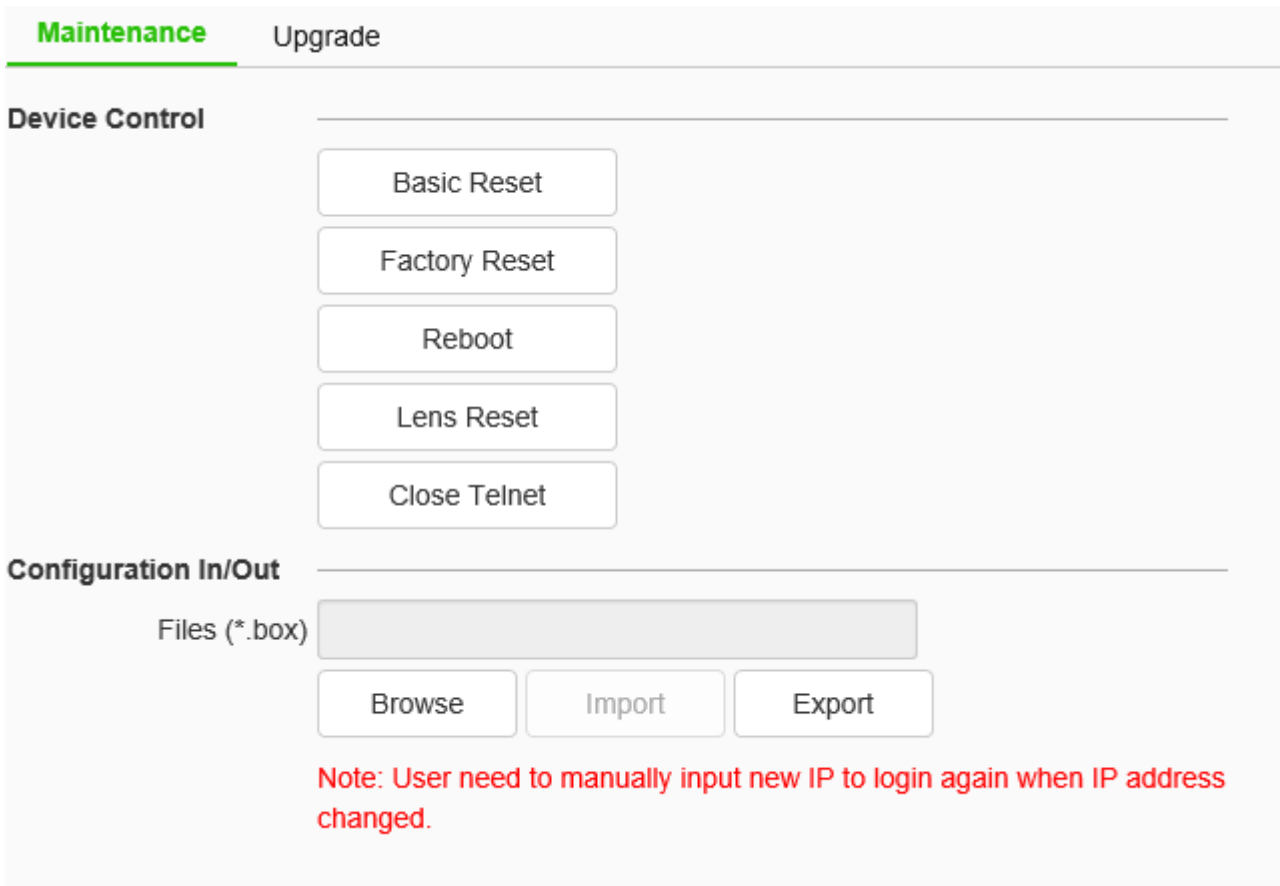 Maintenance Upgrade
Device Control
Basic Reset
Factory Reset
Reboot
Lens Reset
Close Telnet
Configuration In/Out
Files (*.box)
Browse Import Export
Note: User need to manually input new IP to login again when IP address
changed.